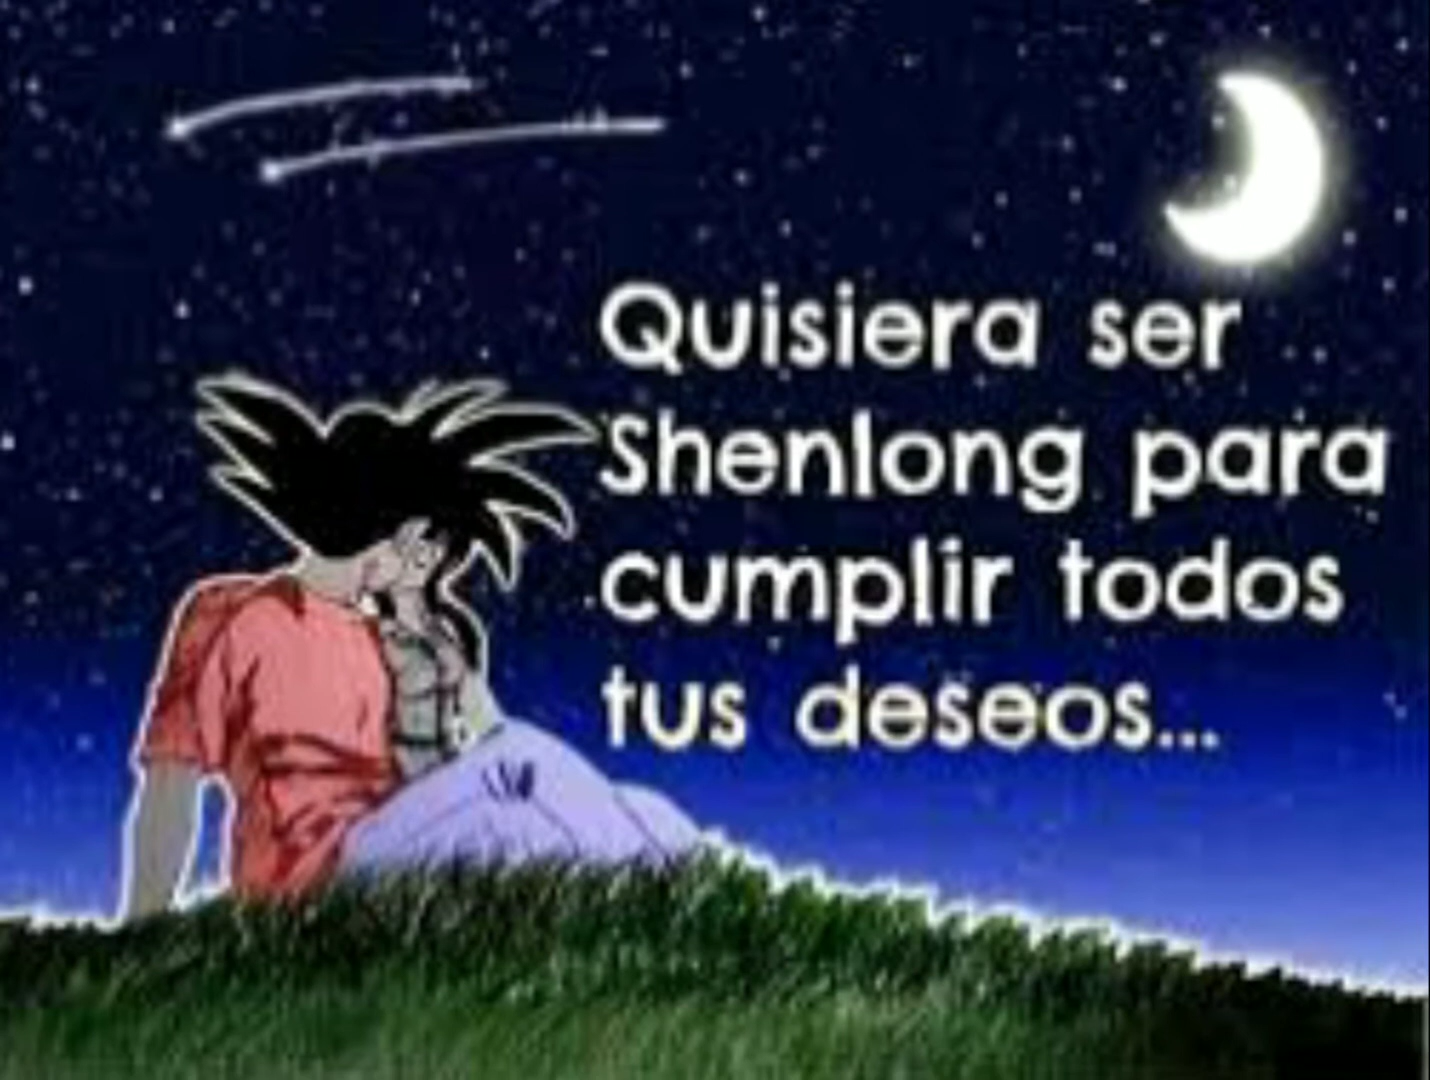 Quisiera ser
Shenlong para
cumplir todos
tus deseos...